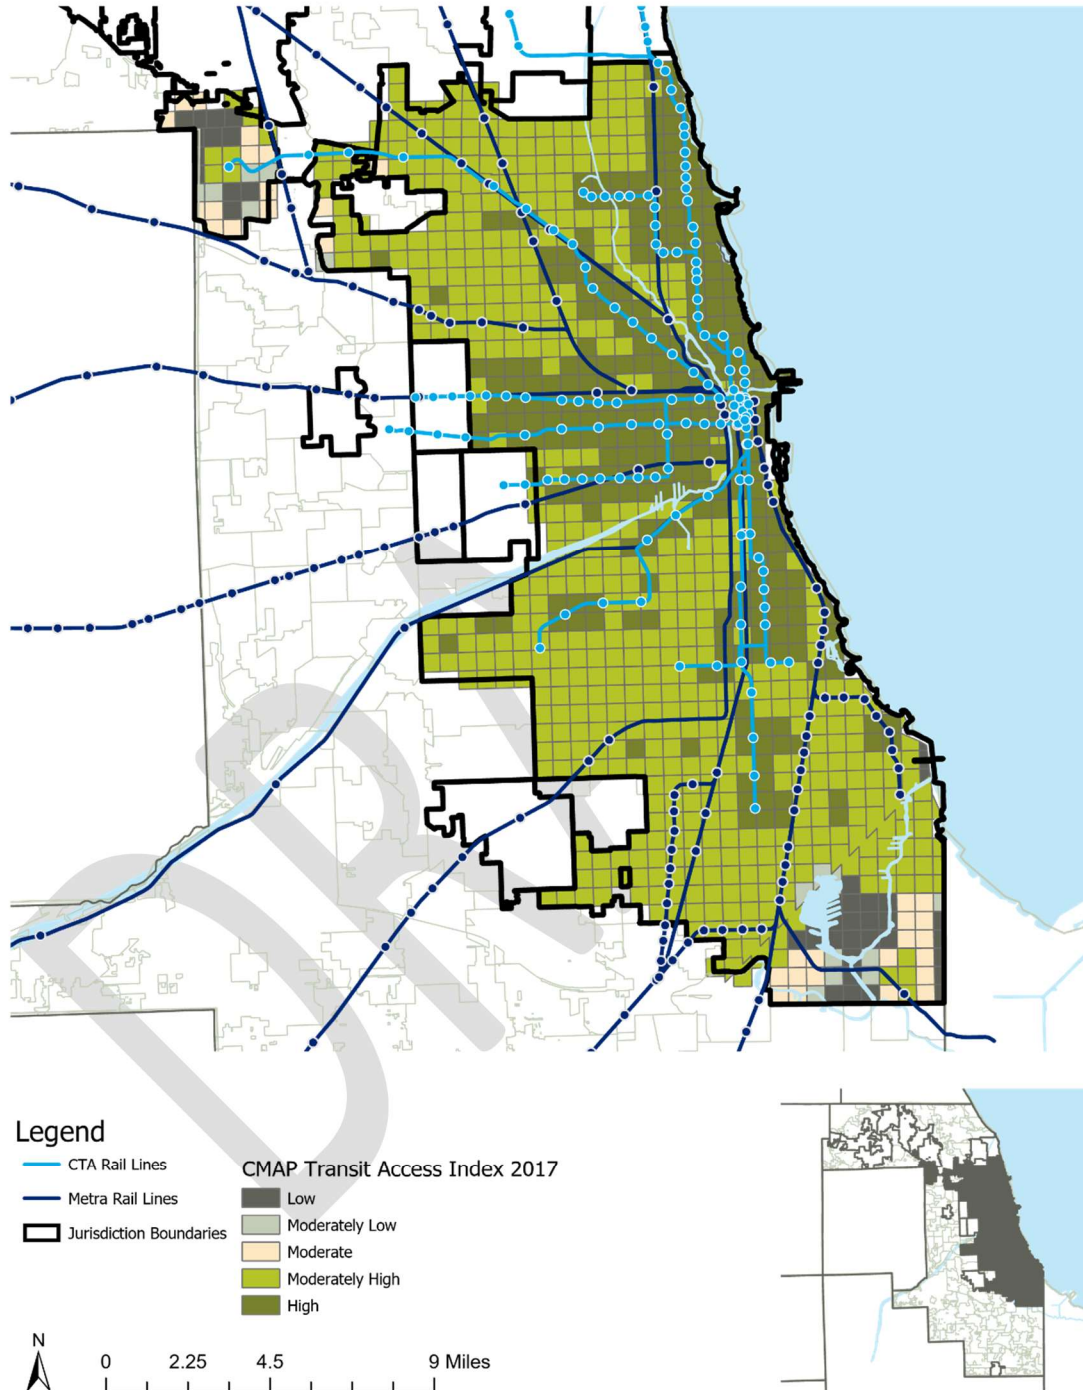 DRA
Legend
CTA Rail Lines
Metra Rail Lines
Jurisdiction Boundaries
CMAP Transit Access Index 2017
Low
Moderately Low
Moderate
Moderately High
High
N
0 2.25 4.5 9 Miles